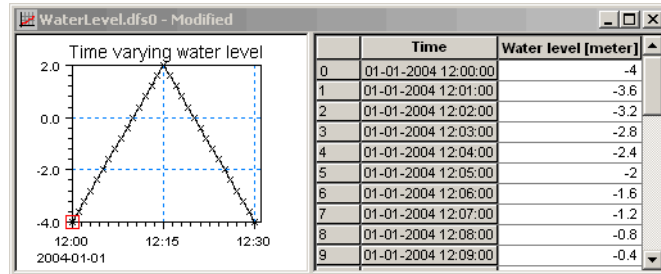 WaterLevel.dfs0 - Modified
Time varying water level
2.0
0.0
-2.0
-4.0
12:00 12:15 12:30
2004-01-01
Time Water level [meter]
0 01-01-2004 12:00:00 -4
1 01-01-2004 12:01:00 -3.6
2 01-01-2004 12:02:00 -3.2
3 01-01-2004 12:03:00 -2.8
4 01-01-2004 12:04:00 -2.4
5 01-01-2004 12:05:00 -2
6 01-01-2004 12:06:00 -1.6
7 01-01-2004 12:07:00 -1.2
8 01-01-2004 12:08:00 -0.8
9 01-01-2004 12:09:00 -0.4